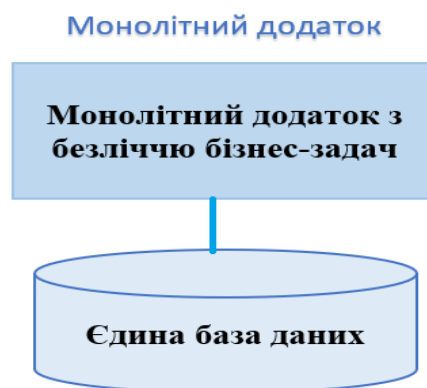 Монолітний додаток
Монолітний додаток з
безліччю бізнес-задач
Єдина база даних